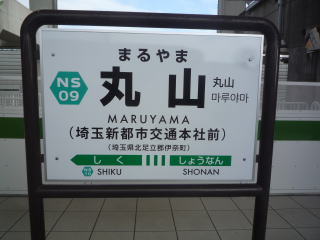 まるやま
NS
09
丸山
丸山
마루야마
MARUYAMA
(埼玉新都市交通本社前)
(埼玉県北足立郡伊奈町)
しく
しょうなん
SHIKU
NS
10
SHONAN